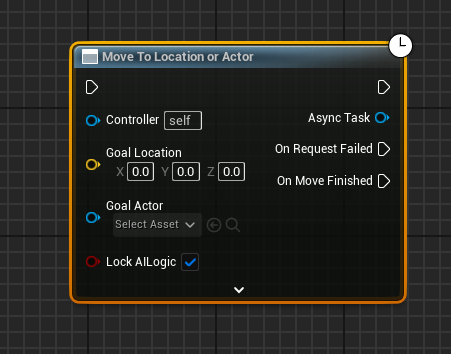 Move To Location or Actor
Controller self
Async Task
Goal Location
On Request Failed
X 0.0 Y 0.0 Z 0.0
On Move Finished
Goal Actor
Select Asset
Lock AILogic